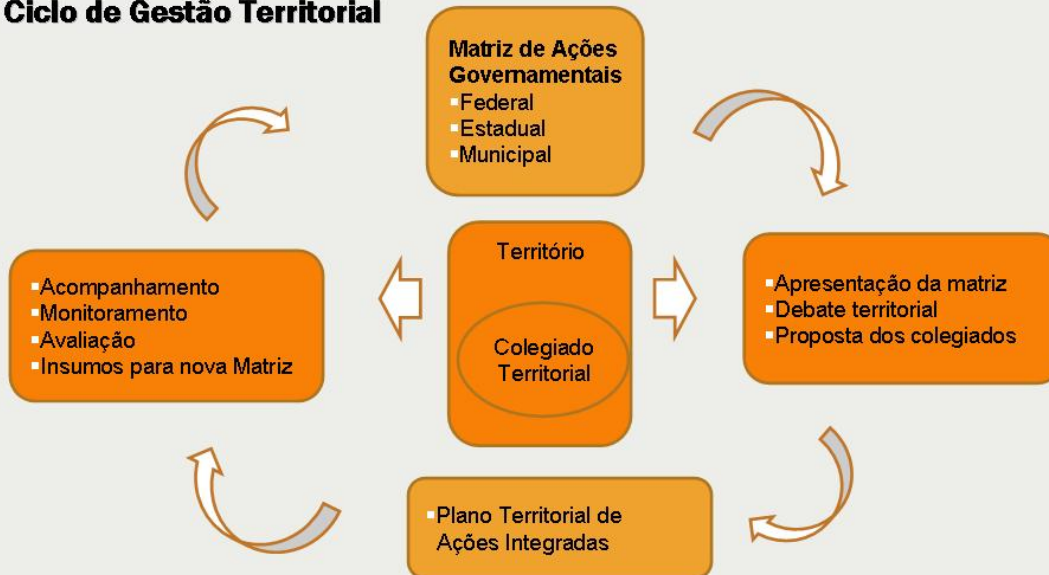 Ciclo de Gestão Territorial
Matriz de Ações
Governamentais
▪Federal
▪Estadual
▪Municipal
Território
Colegiado
Territorial
▪Apresentação da matriz
▪Debate territorial
▪Proposta dos colegiados
▪Plano Territorial de
Ações Integradas
▪Acompanhamento
▪Monitoramento
▪Avaliação
▪Insumos para nova Matriz